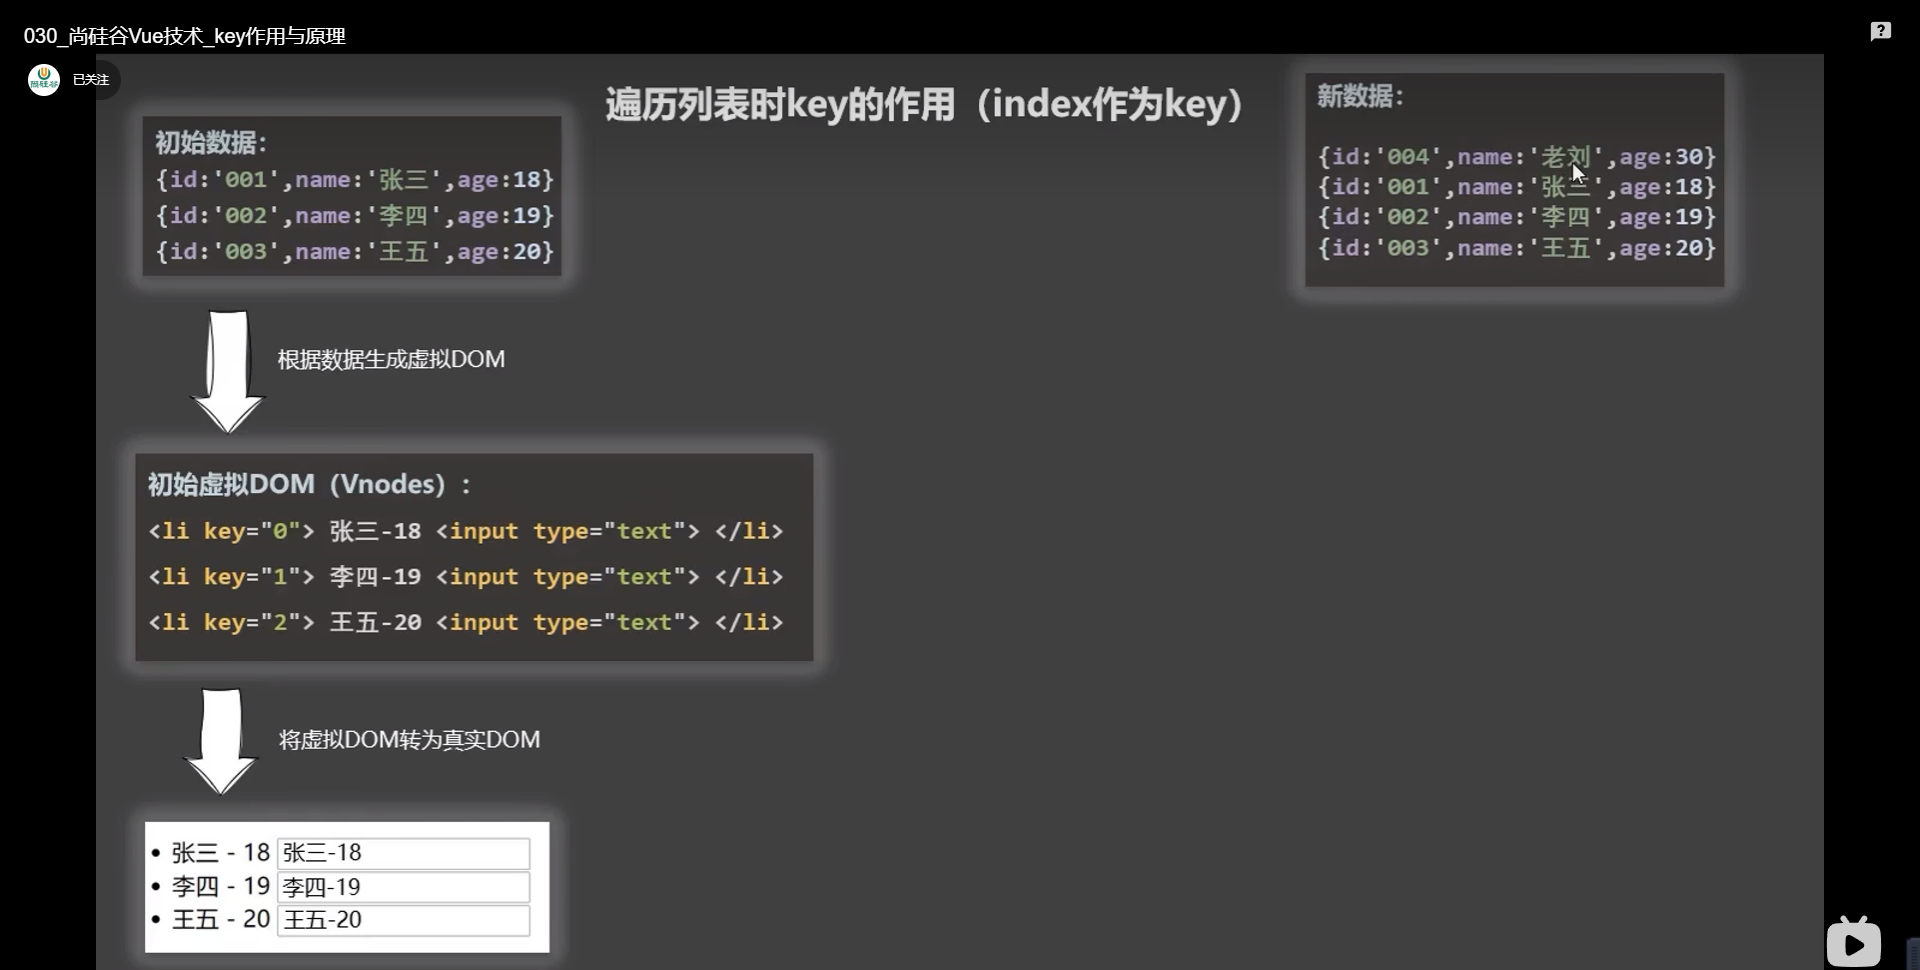 030_尚硅谷Vue技术_key作用与原理
已关注
遍历列表时key的作用（index作为key）
初始数据：
{id:'001',name:'张三',age:18}
{id:'002',name:'李四',age:19}
{id:'003',name:'王五',age:20}
新数据：
{id:'004',name:'老刘',age:30}
{id:'001',name:'张三',age:18}
{id:'002',name:'李四',age:19}
{id:'003',name:'王五',age:20}
根据数据生成虚拟DOM
初始虚拟DOM（Vnodes）：
<li key="0"> 张三-18 <input type="text"> </li>
<li key="1"> 李四-19 <input type="text"> </li>
<li key="2"> 王五-20 <input type="text"> </li>
将虚拟DOM转为真实DOM
• 张三 - 18 张三-18
• 李四 - 19 李四-19
• 王五 - 20 王五-20